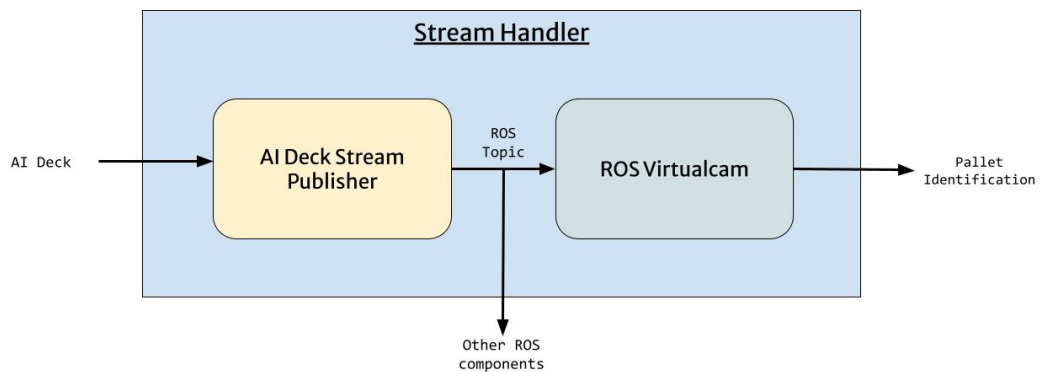 Stream Handler
AI Deck
AI Deck Stream
Publisher
ROS
Topic
ROS Virtualcam
Pallet
Identification
Other ROS
components